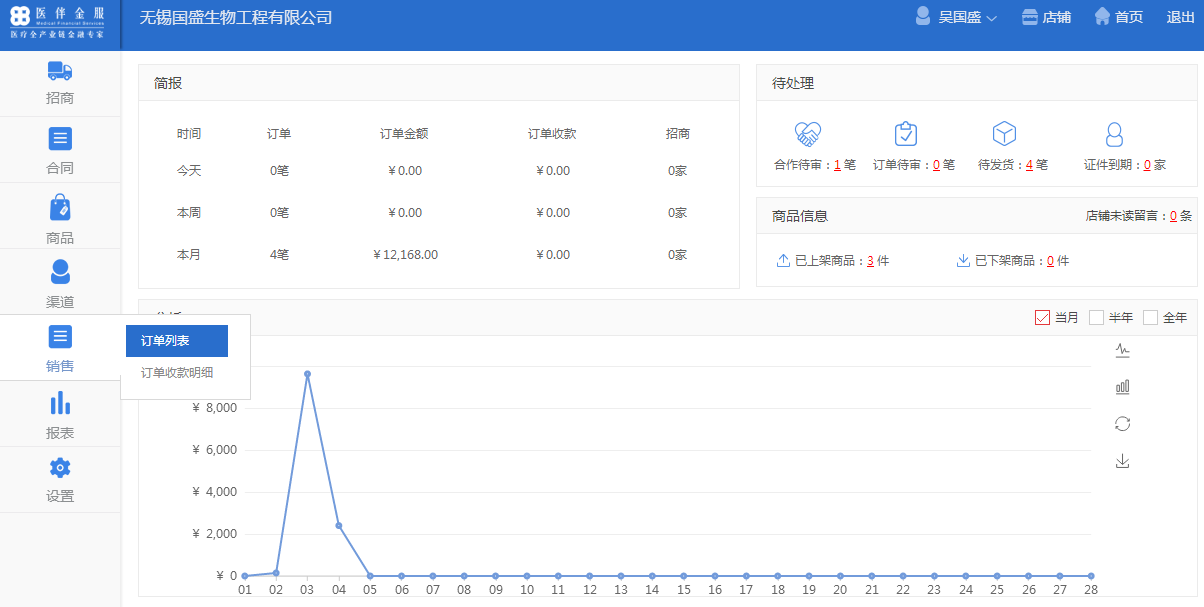 医伴金服
Medical Financial Services
医疗全产业链金融专家
无锡国盛生物工程有限公司
吴国盛
店铺
首页
退出
招商
合同
商品
渠道
销售
报表
设置
订单列表
订单收款明细
简报
时间 订单 订单金额 订单收款 招商
今天 0笔 ￥0.00 ￥0.00 0家
本周 0笔 ￥0.00 ￥0.00 0家
本月 4笔 ￥12,168.00 ￥0.00 0家
待处理
合作待审：1 笔 订单待审：0 笔 待发货：4 笔 证件到期：0 家
商品信息 店铺未读留言：0 条
已上架商品：3 件 已下架商品：0 件
当月 半年 全年
￥ 8,000
￥ 6,000
￥ 4,000
￥ 2,000
￥ 0
01 02 03 04 05 06 07 08 09 10 11 12 13 14 15 16 17 18 19 20 21 22 23 24 25 26 27 28